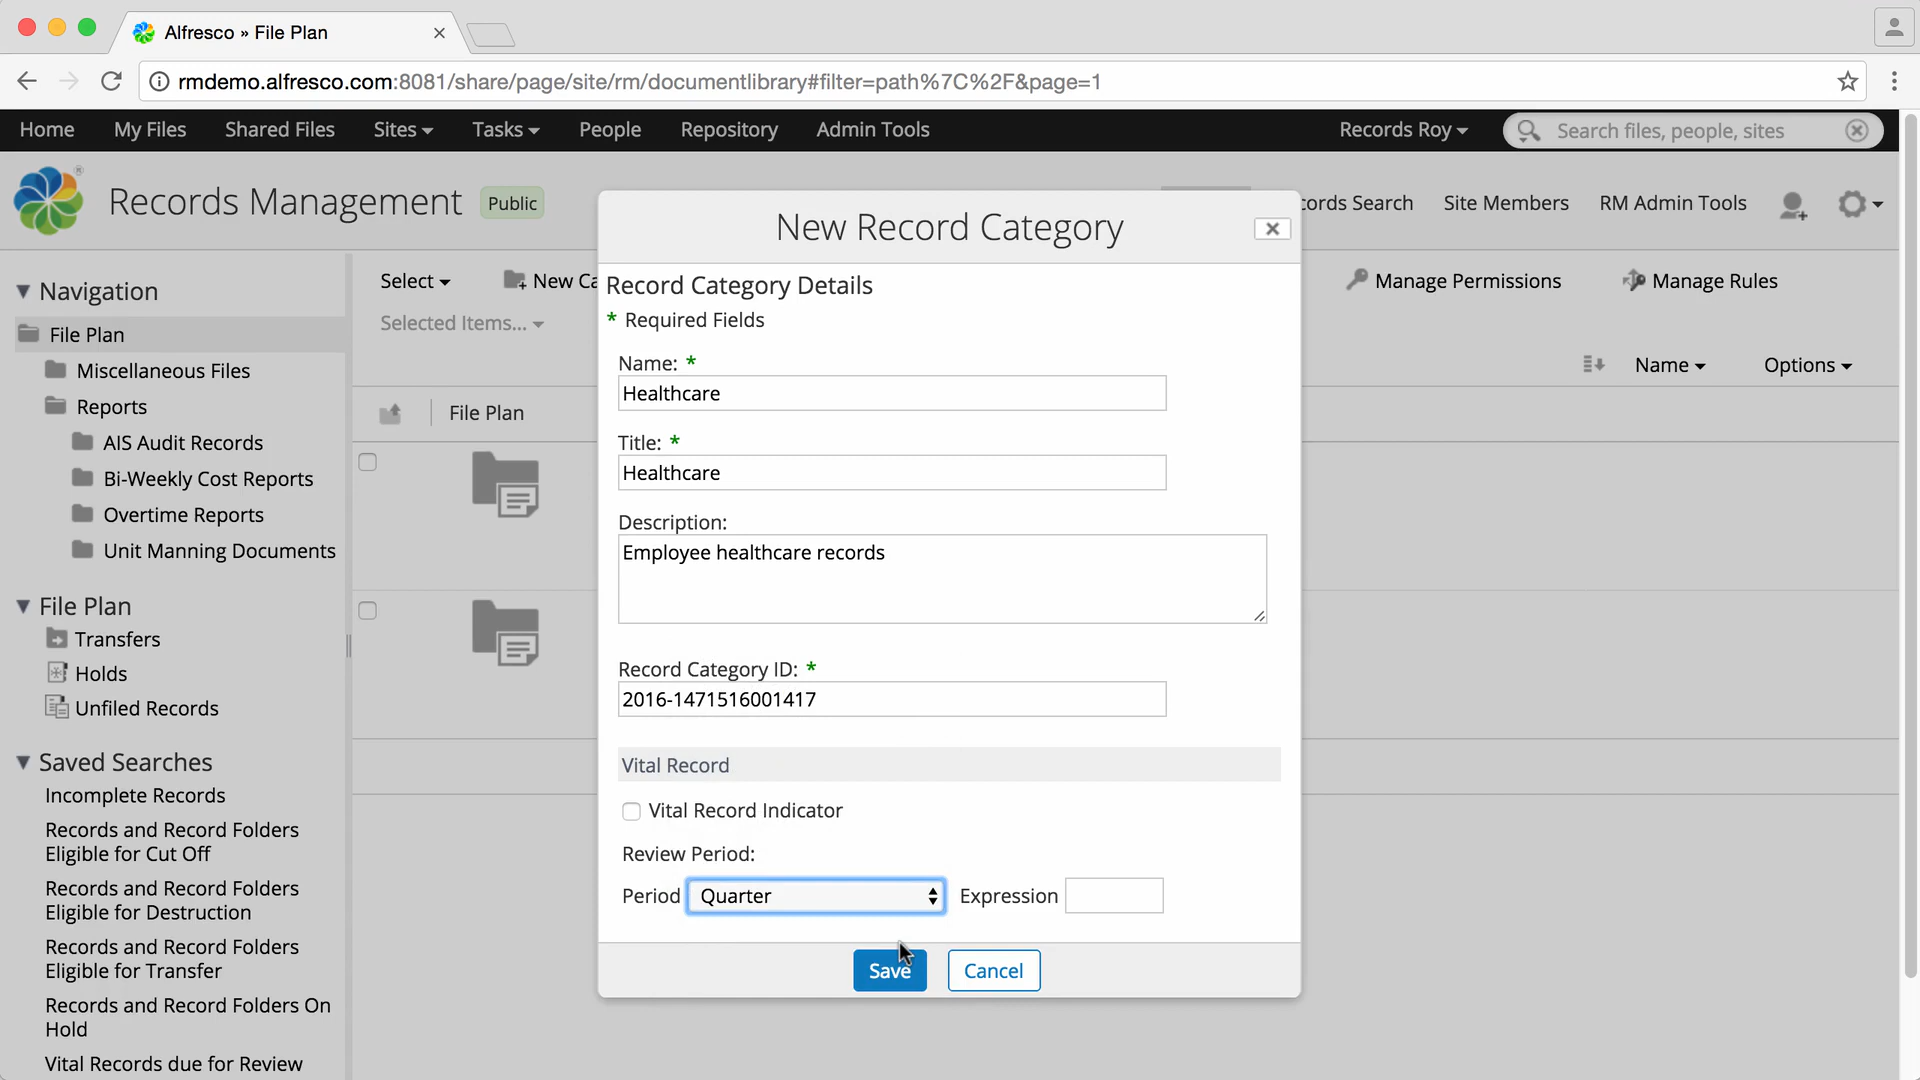 Alfresco » File Plan
rmdemo.alfresco.com:8081/share/page/site/rm/documentlibrary#filter=path%7C%2F&page=1
Home My Files Shared Files Sites Tasks People Repository Admin Tools Records Roy Search files, people, sites
Records Management Public cords Search Site Members RM Admin Tools
New Record Category
Navigation
File Plan
Miscellaneous Files
Reports
AIS Audit Records
Bi-Weekly Cost Reports
Overtime Reports
Unit Manning Documents
File Plan
Transfers
Holds
Unfiled Records
Saved Searches
Incomplete Records
Records and Record Folders
Eligible for Cut Off
Records and Record Folders
Eligible for Destruction
Records and Record Folders
Eligible for Transfer
Records and Record Folders On
Hold
Vital Records due for Review
Select New Ca Manage Permissions Manage Rules
Selected Items...
Name Options
File Plan
Record Category Details
* Required Fields
Name: *
Healthcare
Title: *
Healthcare
Description:
Employee healthcare records
Record Category ID: *
2016-1471516001417
Vital Record
Vital Record Indicator
Review Period:
Period Quarter Expression
Save Cancel